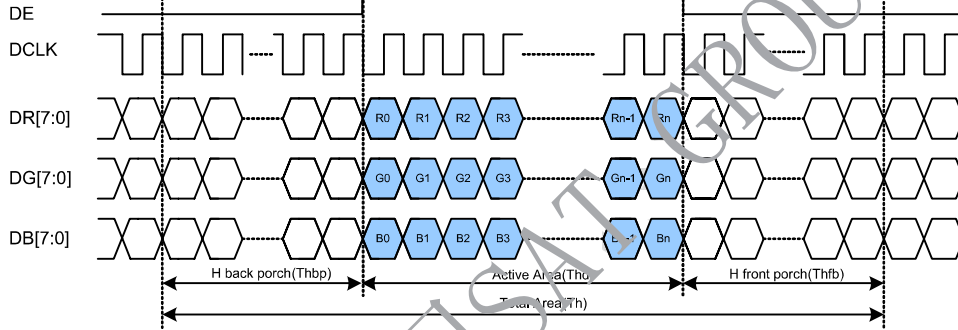 DE
DCLK
DR[7:0] R0 R1 R2 R3 Rn-1 Rn
DG[7:0] G0 G1 G2 G3 Gn-1 Gn
DB[7:0] B0 B1 B2 B3 Bn
H back porch(Thbp) Active Area(Thd H front porch(Thfb)
Total Area(Th)